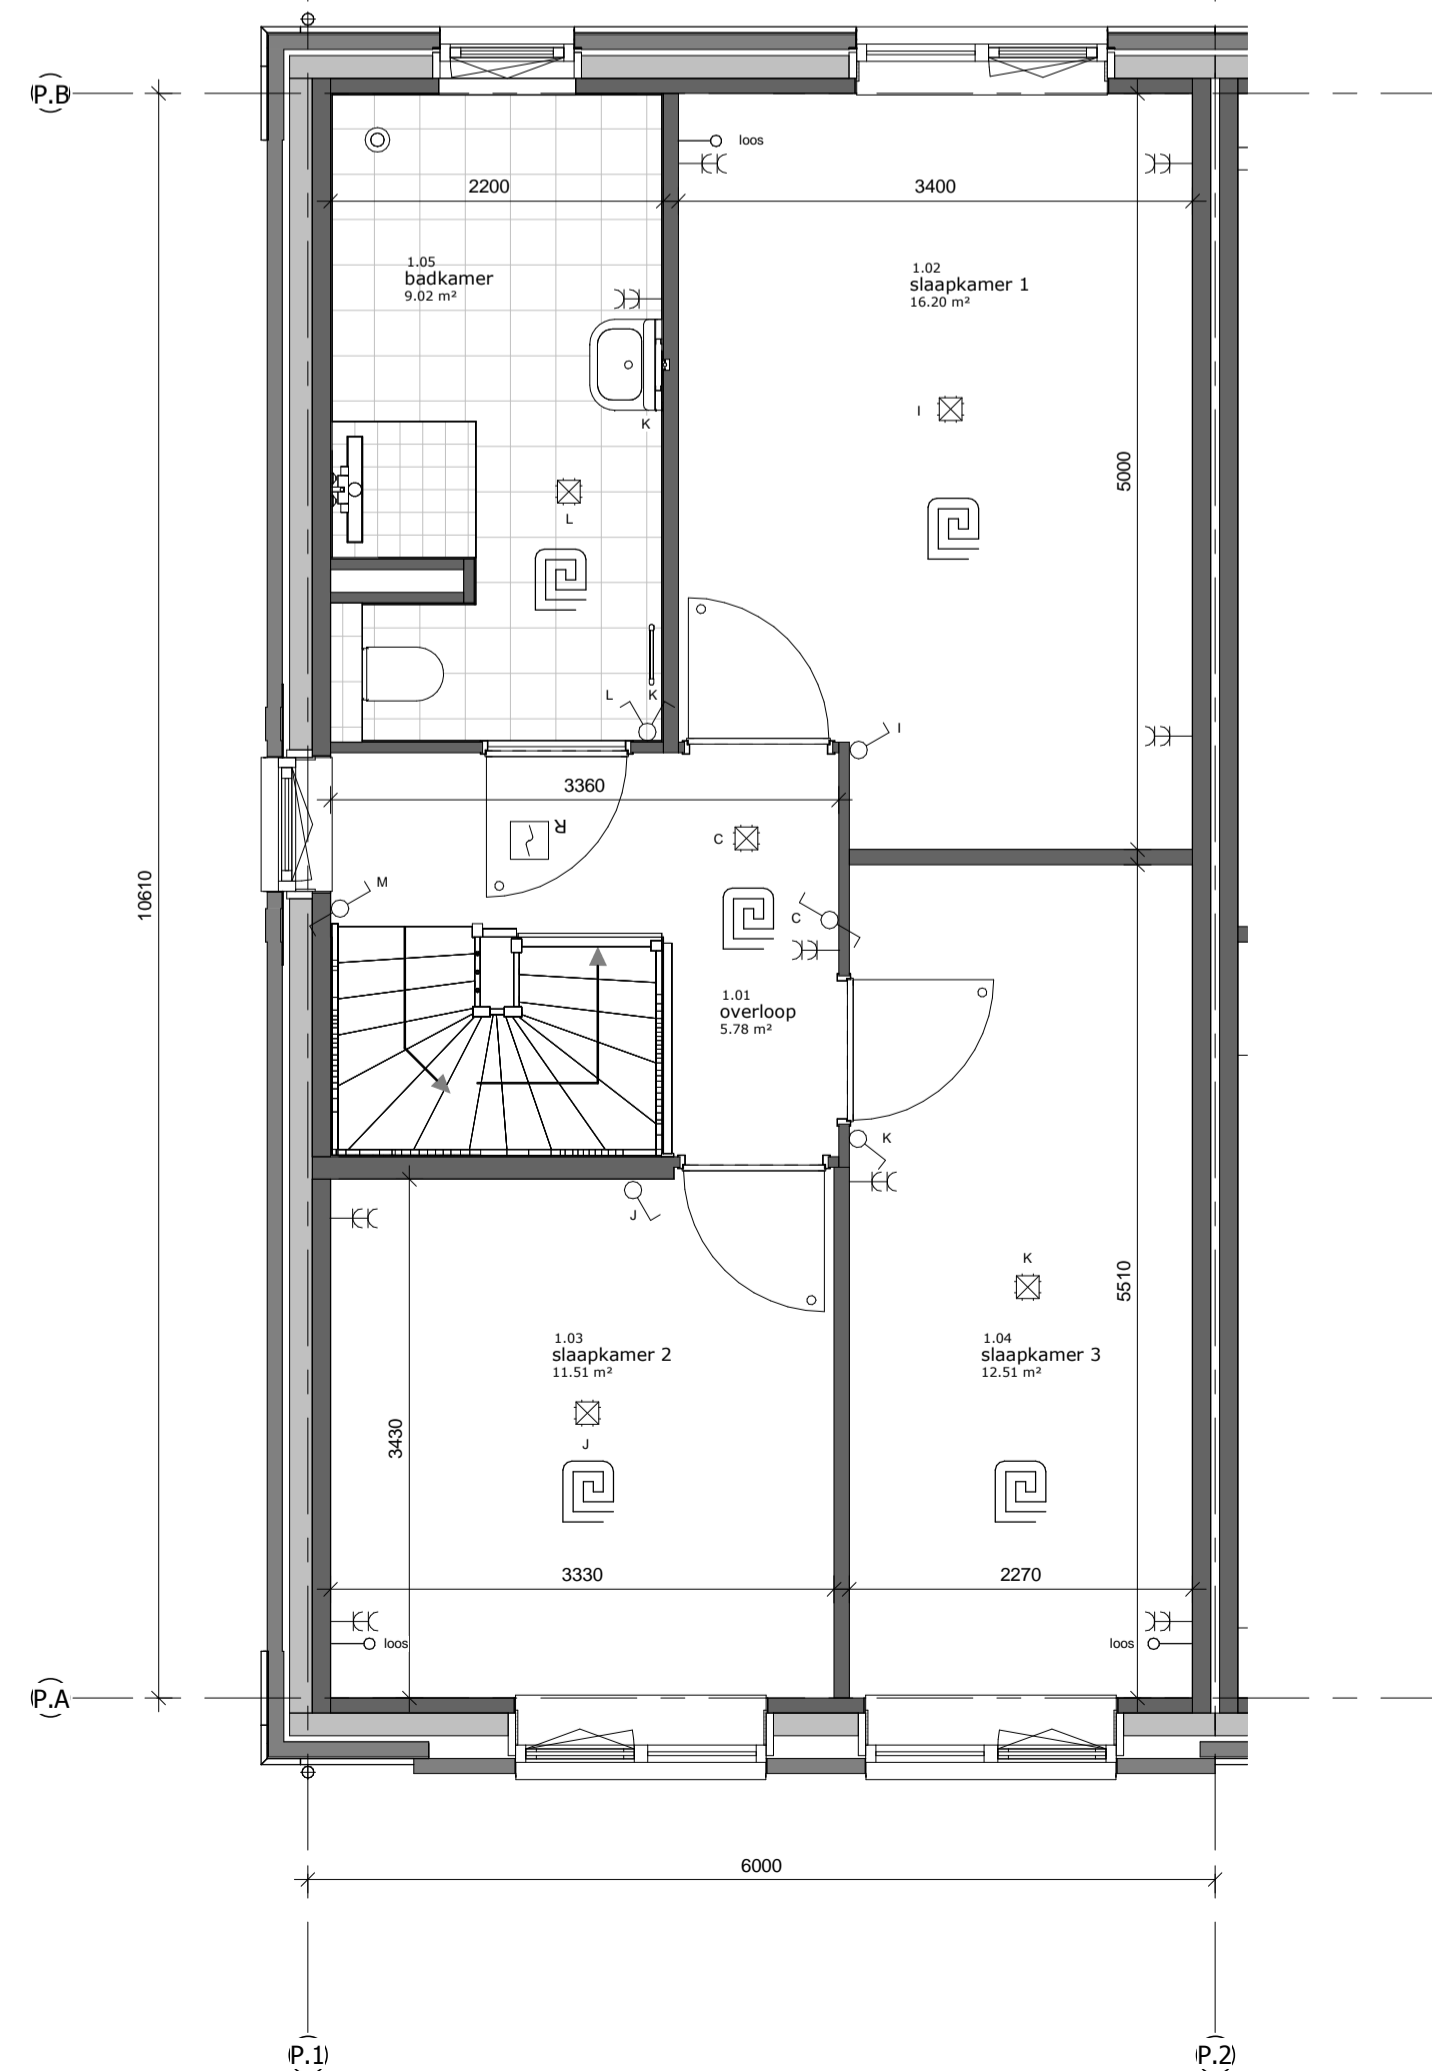 P.B
loos
2200
3400
1.05
badkamer
9.02 m²
1.02
slaapkamer 1
16.20 m²
K
I
5000
L
L
K
I
3360
R
C
M
C
10610
1.01
overloop
5.78 m²
K
J
K
5510
1.03
slaapkamer 2
11.51 m²
1.04
slaapkamer 3
12.51 m²
3430
J
3330
2270
loos
loos
P.A
6000
P.1
P.2